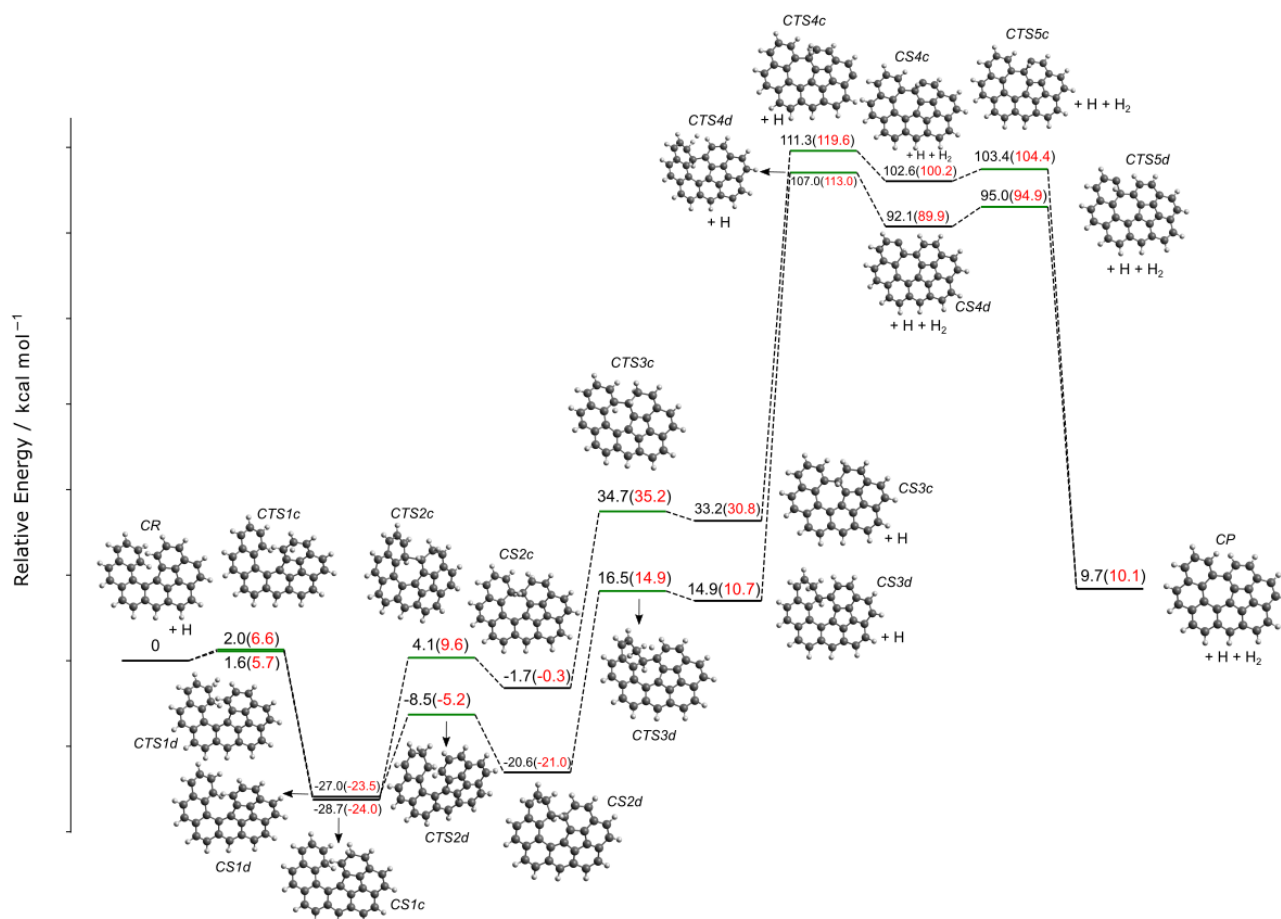 CTS4c
CTS5c
CS4c
+ H + H2
CTS4d
+ H
111.3(119.6)
+ H + H2
102.6(100.2)
103.4(104.4)
CTS5d
107.0(113.0)
+ H
95.0(94.9)
92.1(89.9)
+ H + H2
CS4d
+ H + H2
CTS3c
Relative Energy / kcal mol−1
34.7(35.2)
33.2(30.8)
CS3c
CTS2c
CR
CTS1c
+ H
CS2c
CP
16.5(14.9)
14.9(10.7)
9.7(10.1)
CS3d
+ H
+ H
0
2.0(6.6)
4.1(9.6)
+ H + H2
1.6(5.7)
-1.7(-0.3)
-8.5(-5.2)
CTS3d
CTS1d
-20.6(-21.0)
-27.0(-23.5)
CS2d
-28.7(-24.0)
CTS2d
CS1d
CS1c